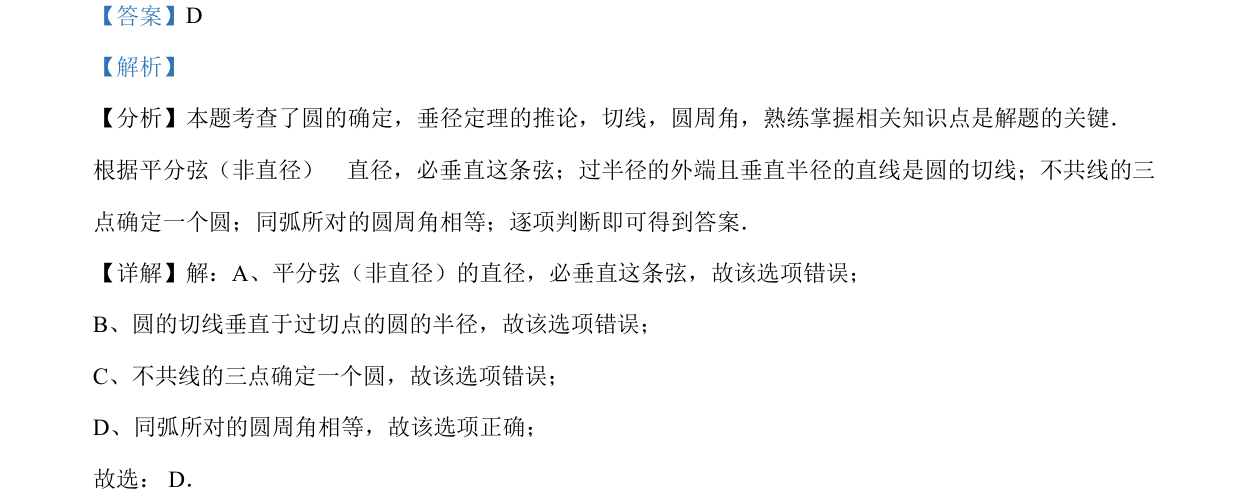 【答案】D
【解析】
【分析】本题考查了圆的确定，垂径定理的推论，切线，圆周角，熟练掌握相关知识点是解题的关键．
根据平分弦（非直径） 直径，必垂直这条弦；过半径的外端且垂直半径的直线是圆的切线；不共线的三
点确定一个圆；同弧所对的圆周角相等；逐项判断即可得到答案．
【详解】解：A、平分弦（非直径）的直径，必垂直这条弦，故该选项错误；
B、圆的切线垂直于过切点的圆的半径，故该选项错误；
C、不共线的三点确定一个圆，故该选项错误；
D、同弧所对的圆周角相等，故该选项正确；
故选： D．